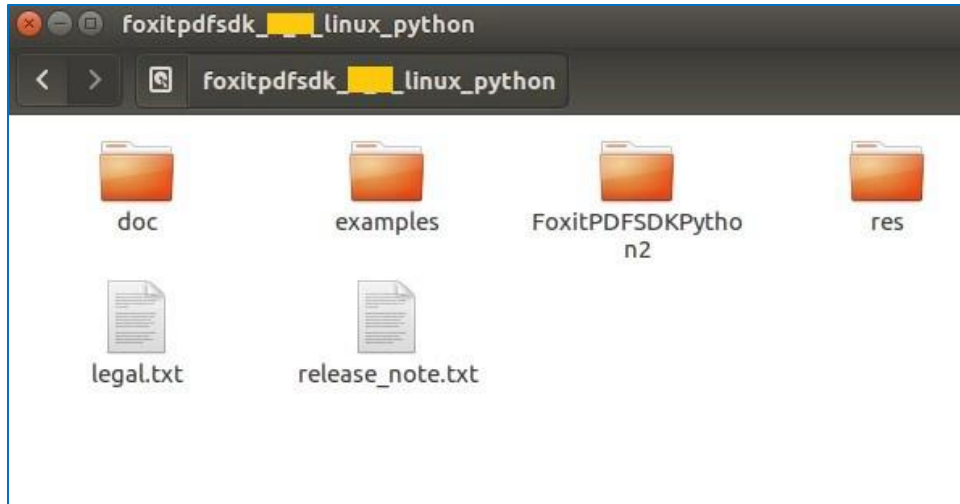 foxitpdfsdk_ _ _linux_python
foxitpdfsdk_ _ _linux_python
doc
examples
FoxitPDFSDKPytho
n2
res
legal.txt
release_note.txt